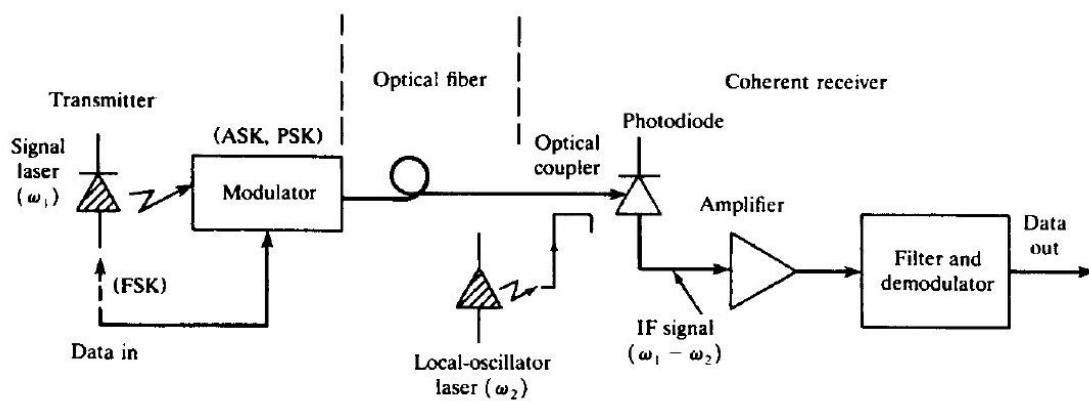 Optical fiber
Coherent receiver
Transmitter
Signal
laser
(ω₁)
(ASK, PSK)
Modulator
(FSK)
Data in
Optical
coupler
Photodiode
Local-oscillator
laser (ω₂)
Amplifier
IF signal
(ω₁ − ω₂)
Filter and
demodulator
Data
out